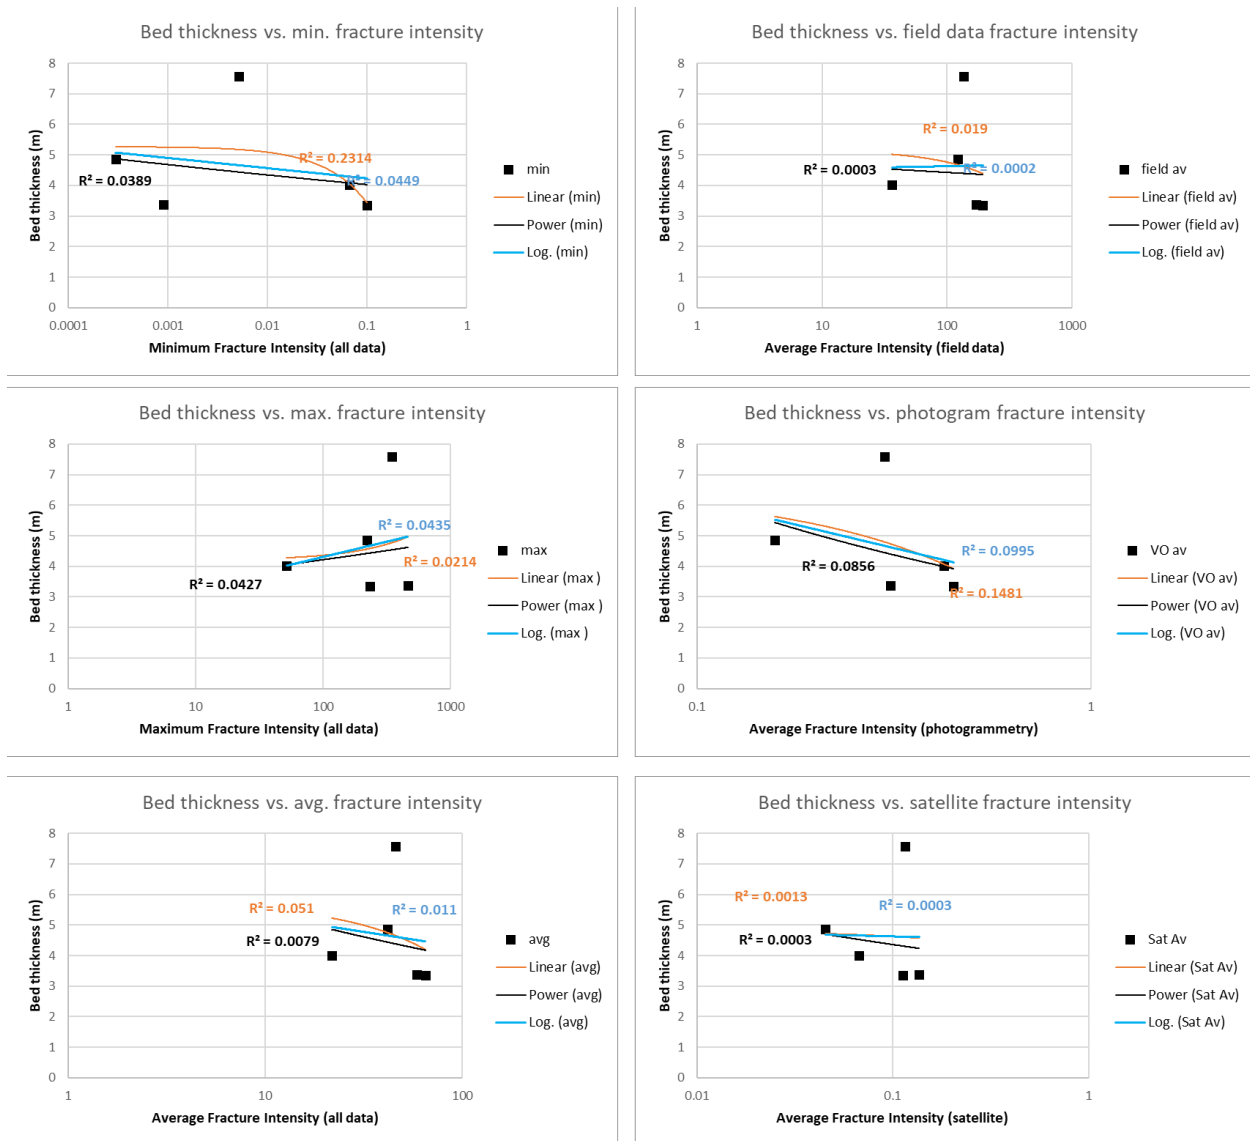 Bed thickness vs. min. fracture intensity
8
7
6
5
4
3
2
1
0
Bed thickness (m)
R² = 0.2314
R² = 0.0389
R² = 0.0449
min
Linear (min)
Power (min)
Log. (min)
0.0001 0.001 0.01 0.1 1
Minimum Fracture Intensity (all data)
Bed thickness vs. field data fracture intensity
8
7
6
5
4
3
2
1
0
Bed thickness (m)
R² = 0.019
R² = 0.0003
R² = 0.0002
field av
Linear (field av)
Power (field av)
Log. (field av)
1 10 100 1000
Average Fracture Intensity (field data)
Bed thickness vs. max. fracture intensity
8
7
6
5
4
3
2
1
0
Bed thickness (m)
R² = 0.0435
R² = 0.0214
R² = 0.0427
max
Linear (max )
Power (max )
Log. (max )
1 10 100 1000
Maximum Fracture Intensity (all data)
Bed thickness vs. photogram fracture intensity
8
7
6
5
4
3
2
1
0
Bed thickness (m)
R² = 0.0995
R² = 0.0856
R² = 0.1481
VO av
Linear (VO av)
Power (VO av)
Log. (VO av)
0.1 1
Average Fracture Intensity (photogrammetry)
Bed thickness vs. avg. fracture intensity
8
7
6
5
4
3
2
1
0
Bed thickness (m)
R² = 0.051
R² = 0.011
R² = 0.0079
avg
Linear (avg)
Power (avg)
Log. (avg)
1 10 100
Average Fracture Intensity (all data)
Bed thickness vs. satellite fracture intensity
8
7
6
5
4
3
2
1
0
Bed thickness (m)
R² = 0.0013
R² = 0.0003
R² = 0.0003
Sat Av
Linear (Sat Av)
Power (Sat Av)
Log. (Sat Av)
0.01 0.1 1
Average Fracture Intensity (satellite)